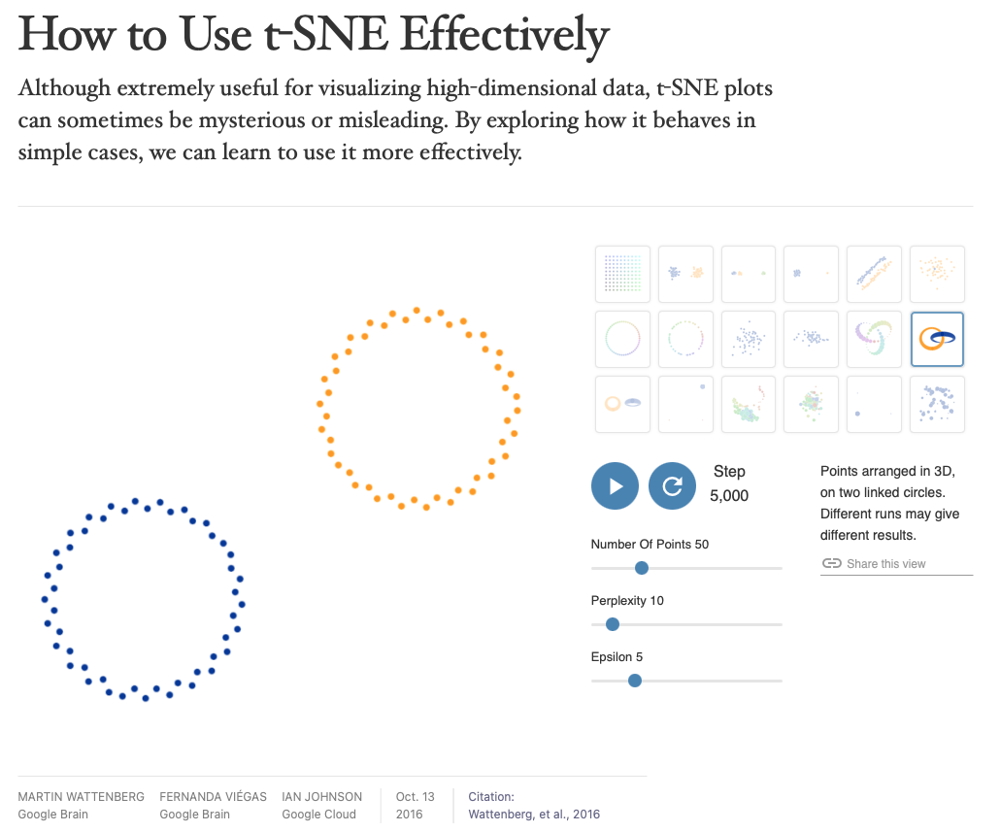 How to Use t-SNE Effectively
Although extremely useful for visualizing high-dimensional data, t-SNE plots
can sometimes be mysterious or misleading. By exploring how it behaves in
simple cases, we can learn to use it more effectively.
Step
5,000
Number Of Points 50
Perplexity 10
Epsilon 5
Points arranged in 3D,
on two linked circles.
Different runs may give
different results.
Share this view
MARTIN WATTENBERG
Google Brain
FERNANDA VIÉGAS
Google Brain
IAN JOHNSON
Google Cloud
Oct. 13
2016
Citation:
Wattenberg, et al., 2016